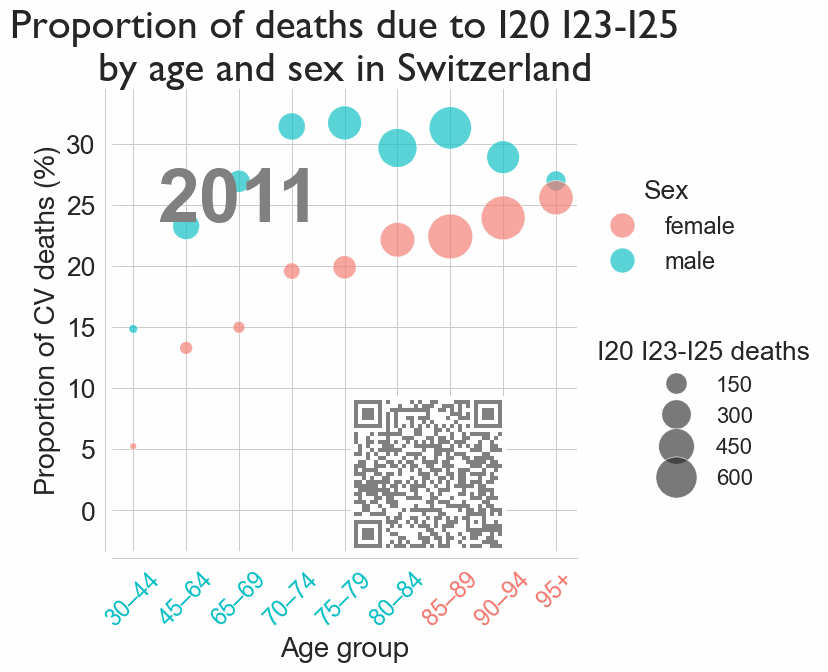 Proportion of deaths due to I20 I23-I25
by age and sex in Switzerland
Proportion of CV deaths (%)
30
25
20
15
10
5
0
2011
30–44
45–64
65–69
70–74
75–79
80–84
85–89
90–94
95+
Age group
Sex
female
male
I20 I23-I25 deaths
150
300
450
600